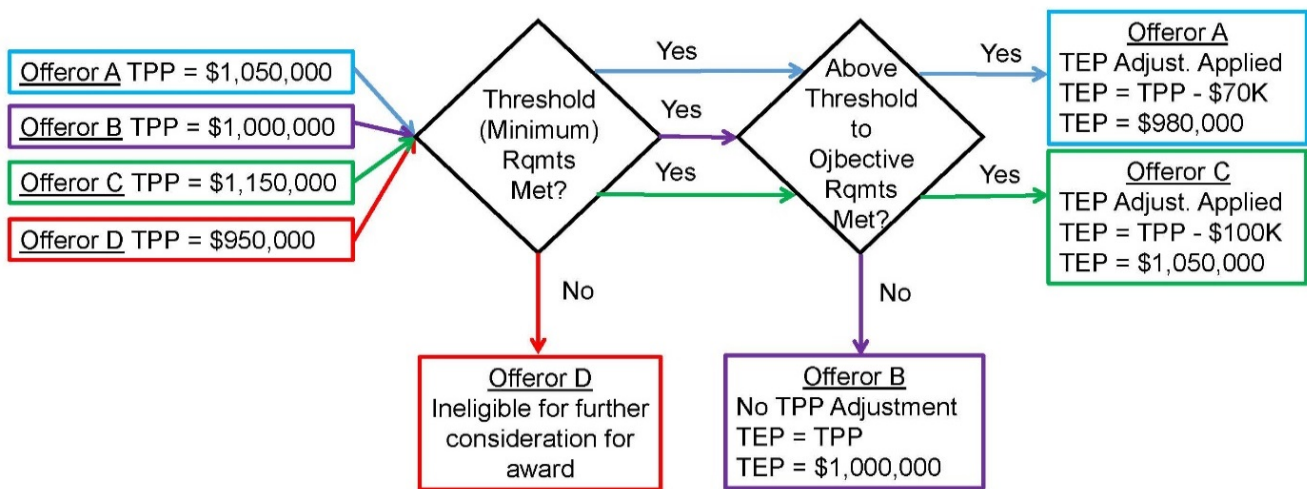 Offeror A TPP = $1,050,000
Offeror B TPP = $1,000,000
Offeror C TPP = $1,150,000
Offeror D TPP = $950,000
Threshold
(Minimum)
Rqmts
Met?
Yes
Yes
Yes
No
Above
Threshold
to
Ojbective
Rqmts
Met?
Yes
Yes
No
Offeror A
TEP Adjust. Applied
TEP = TPP - $70K
TEP = $980,000
Offeror C
TEP Adjust. Applied
TEP = TPP - $100K
TEP = $1,050,000
Offeror D
Ineligible for further
consideration for
award
Offeror B
No TPP Adjustment
TEP = TPP
TEP = $1,000,000